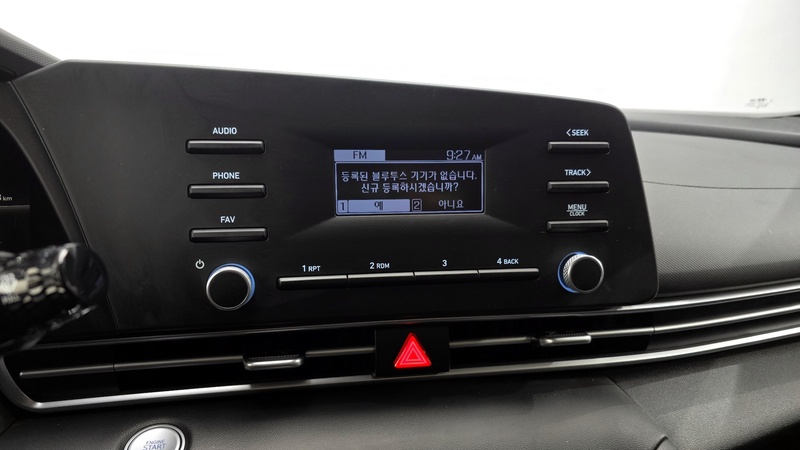 AUDIO
PHONE
FAV
FM 9:27 AM
등록된 블루투스 기기가 없습니다.
신규 등록하시겠습니까?
1 예 2 아니요
<SEEK
TRACK>
MENU
CLOCK
1 RPT
2 RDM
3
4 BACK
km
ENGINE
START